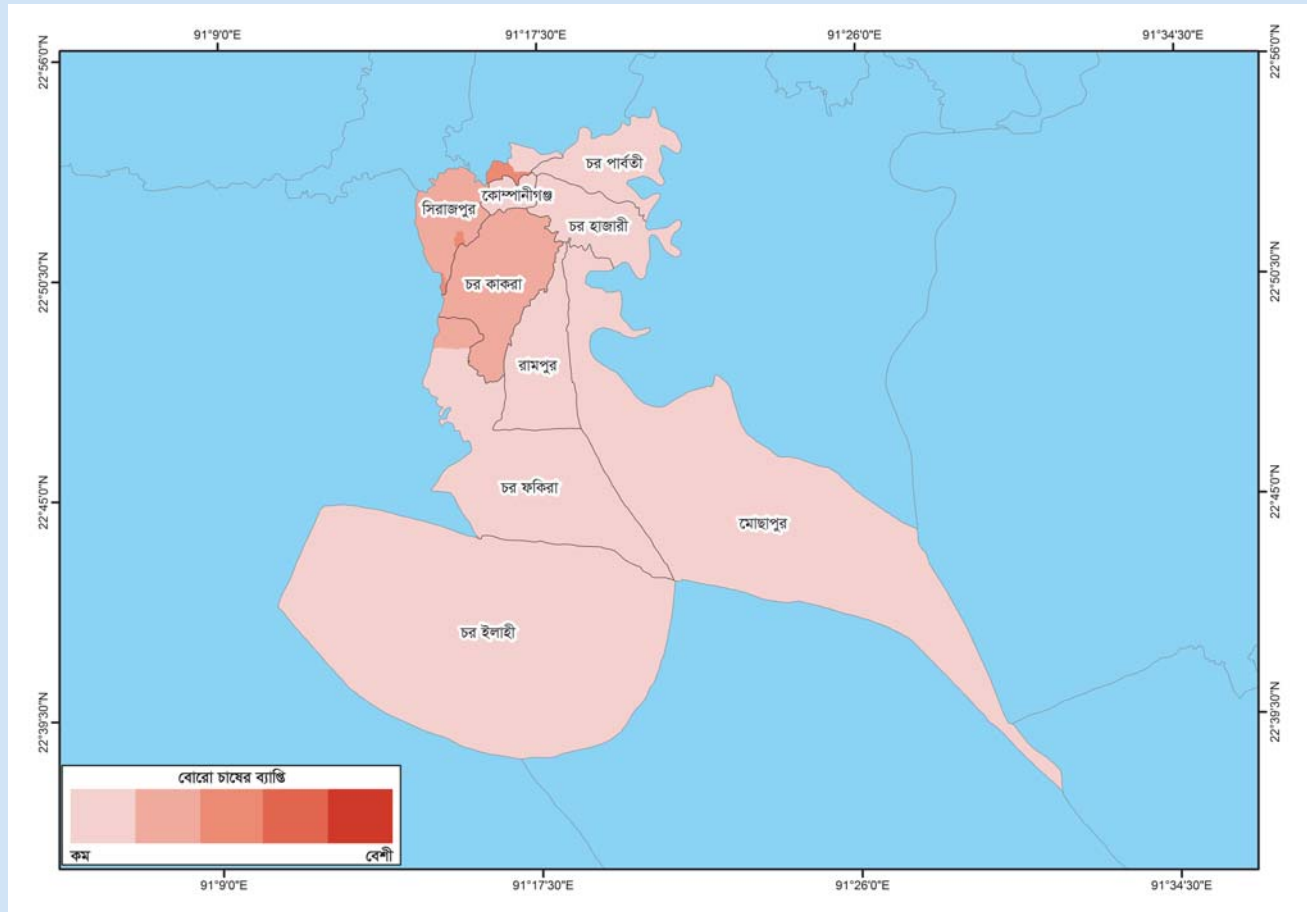 91°9'0"E
91°17'30"E
91°26'0"E
91°34'30"E
22°56'0"N
22°56'0"N
চর পার্বতী
কোম্পানীগঞ্জ
সিরাজপুর
চর হাজারী
22°50'30"N
22°50'30"N
চর কাকরা
রামপুর
চর ফকিরা
22°45'0"N
22°45'0"N
মোছাপুর
চর ইলাহী
22°39'30"N
22°39'30"N
বোরো চাষের ব্যাপ্তি
কম
বেশী
91°9'0"E
91°17'30"E
91°26'0"E
91°34'30"E